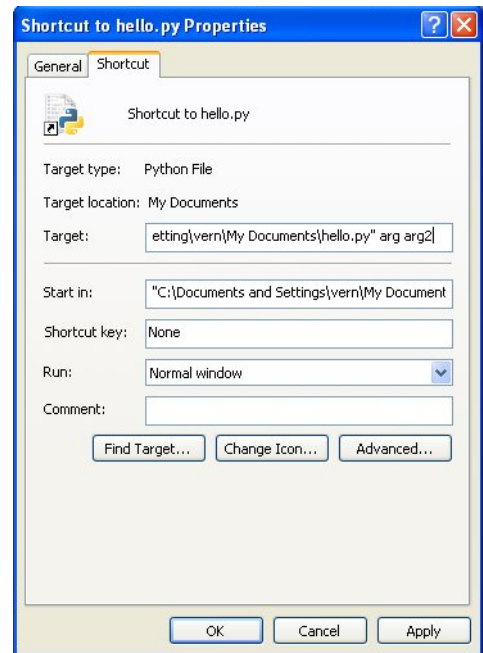 Shortcut to hello.py Properties
General Shortcut
Shortcut to hello.py
Target type: Python File
Target location: My Documents
Target: etting\vern\My Documents\hello.py" arg arg2
Start in: "C:\Documents and Settings\vern\My Document
Shortcut key: None
Run: Normal window
Comment:
Find Target... Change Icon... Advanced...
OK Cancel Apply